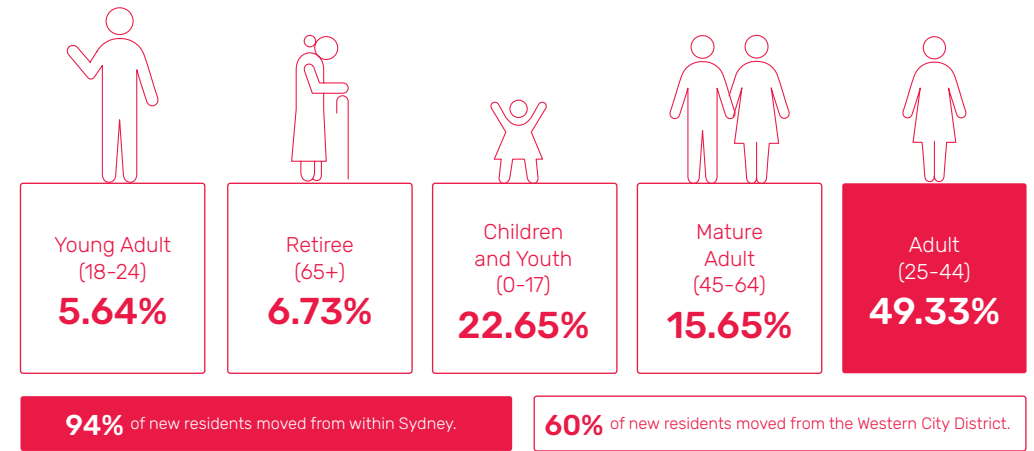 Young Adult
(18-24)
5.64%
Retiree
(65+)
6.73%
Children
and Youth
(0-17)
22.65%
Mature
Adult
(45-64)
15.65%
Adult
(25-44)
49.33%
94% of new residents moved from within Sydney.
60% of new residents moved from the Western City District.